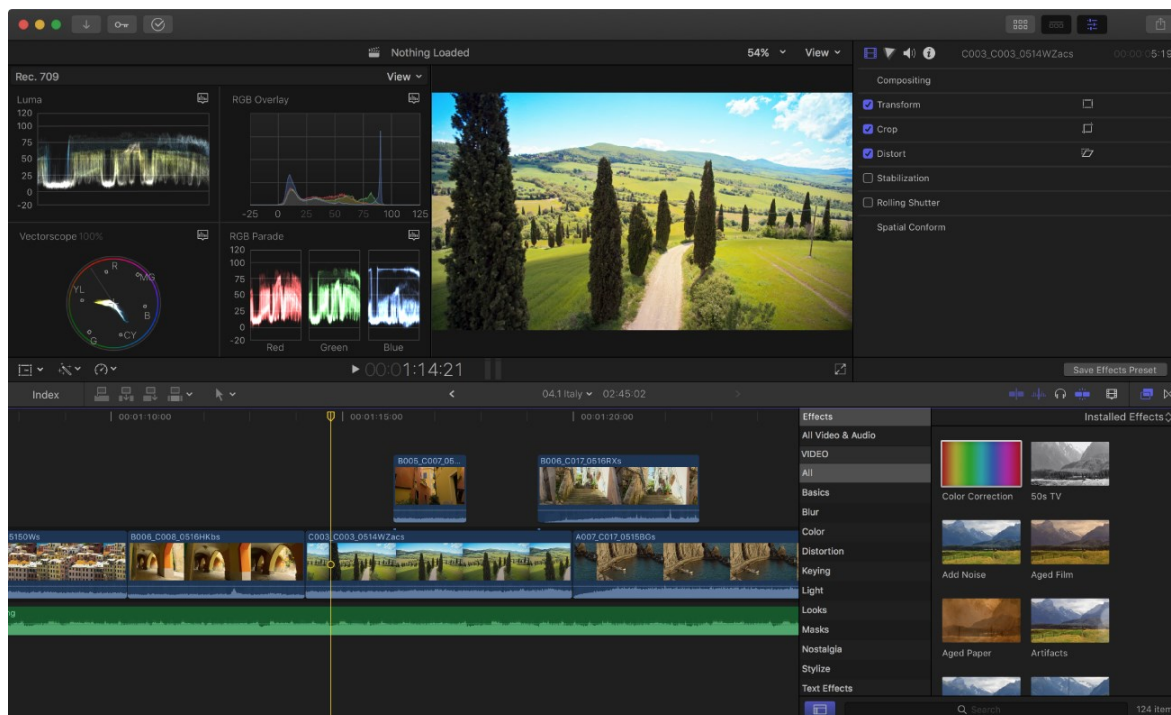 Nothing Loaded
54%
View
C003_C003_0514WZacs
00:00:05:19
Rec. 709
View
Luma
120
100
75
50
25
0
-20
RGB Overlay
-25 0 25 50 75 100 125
Vectorscope 100%
R
MG
B
CY
G
YL
RGB Parade
120
100
75
50
25
0
-20
Red Green Blue
Compositing
Transform
Crop
Distort
Stabilization
Rolling Shutter
Spatial Conform
00:01:14:21
Save Effects Preset
Index
04.1 Italy
02:45:02
00:01:10:00
00:01:15:00
00:01:20:00
B005_C007_05...
B006_C017_0516RXs
5150Ws
B006_C008_0516HKbs
C003_C003_0514WZacs
A007_C017_0515BGs
ng
Effects
Installed Effects
All Video & Audio
VIDEO
All
Basics
Blur
Color
Distortion
Keying
Light
Looks
Masks
Nostalgia
Stylize
Text Effects
Color Correction
50s TV
Add Noise
Aged Film
Aged Paper
Artifacts
Search
124 item